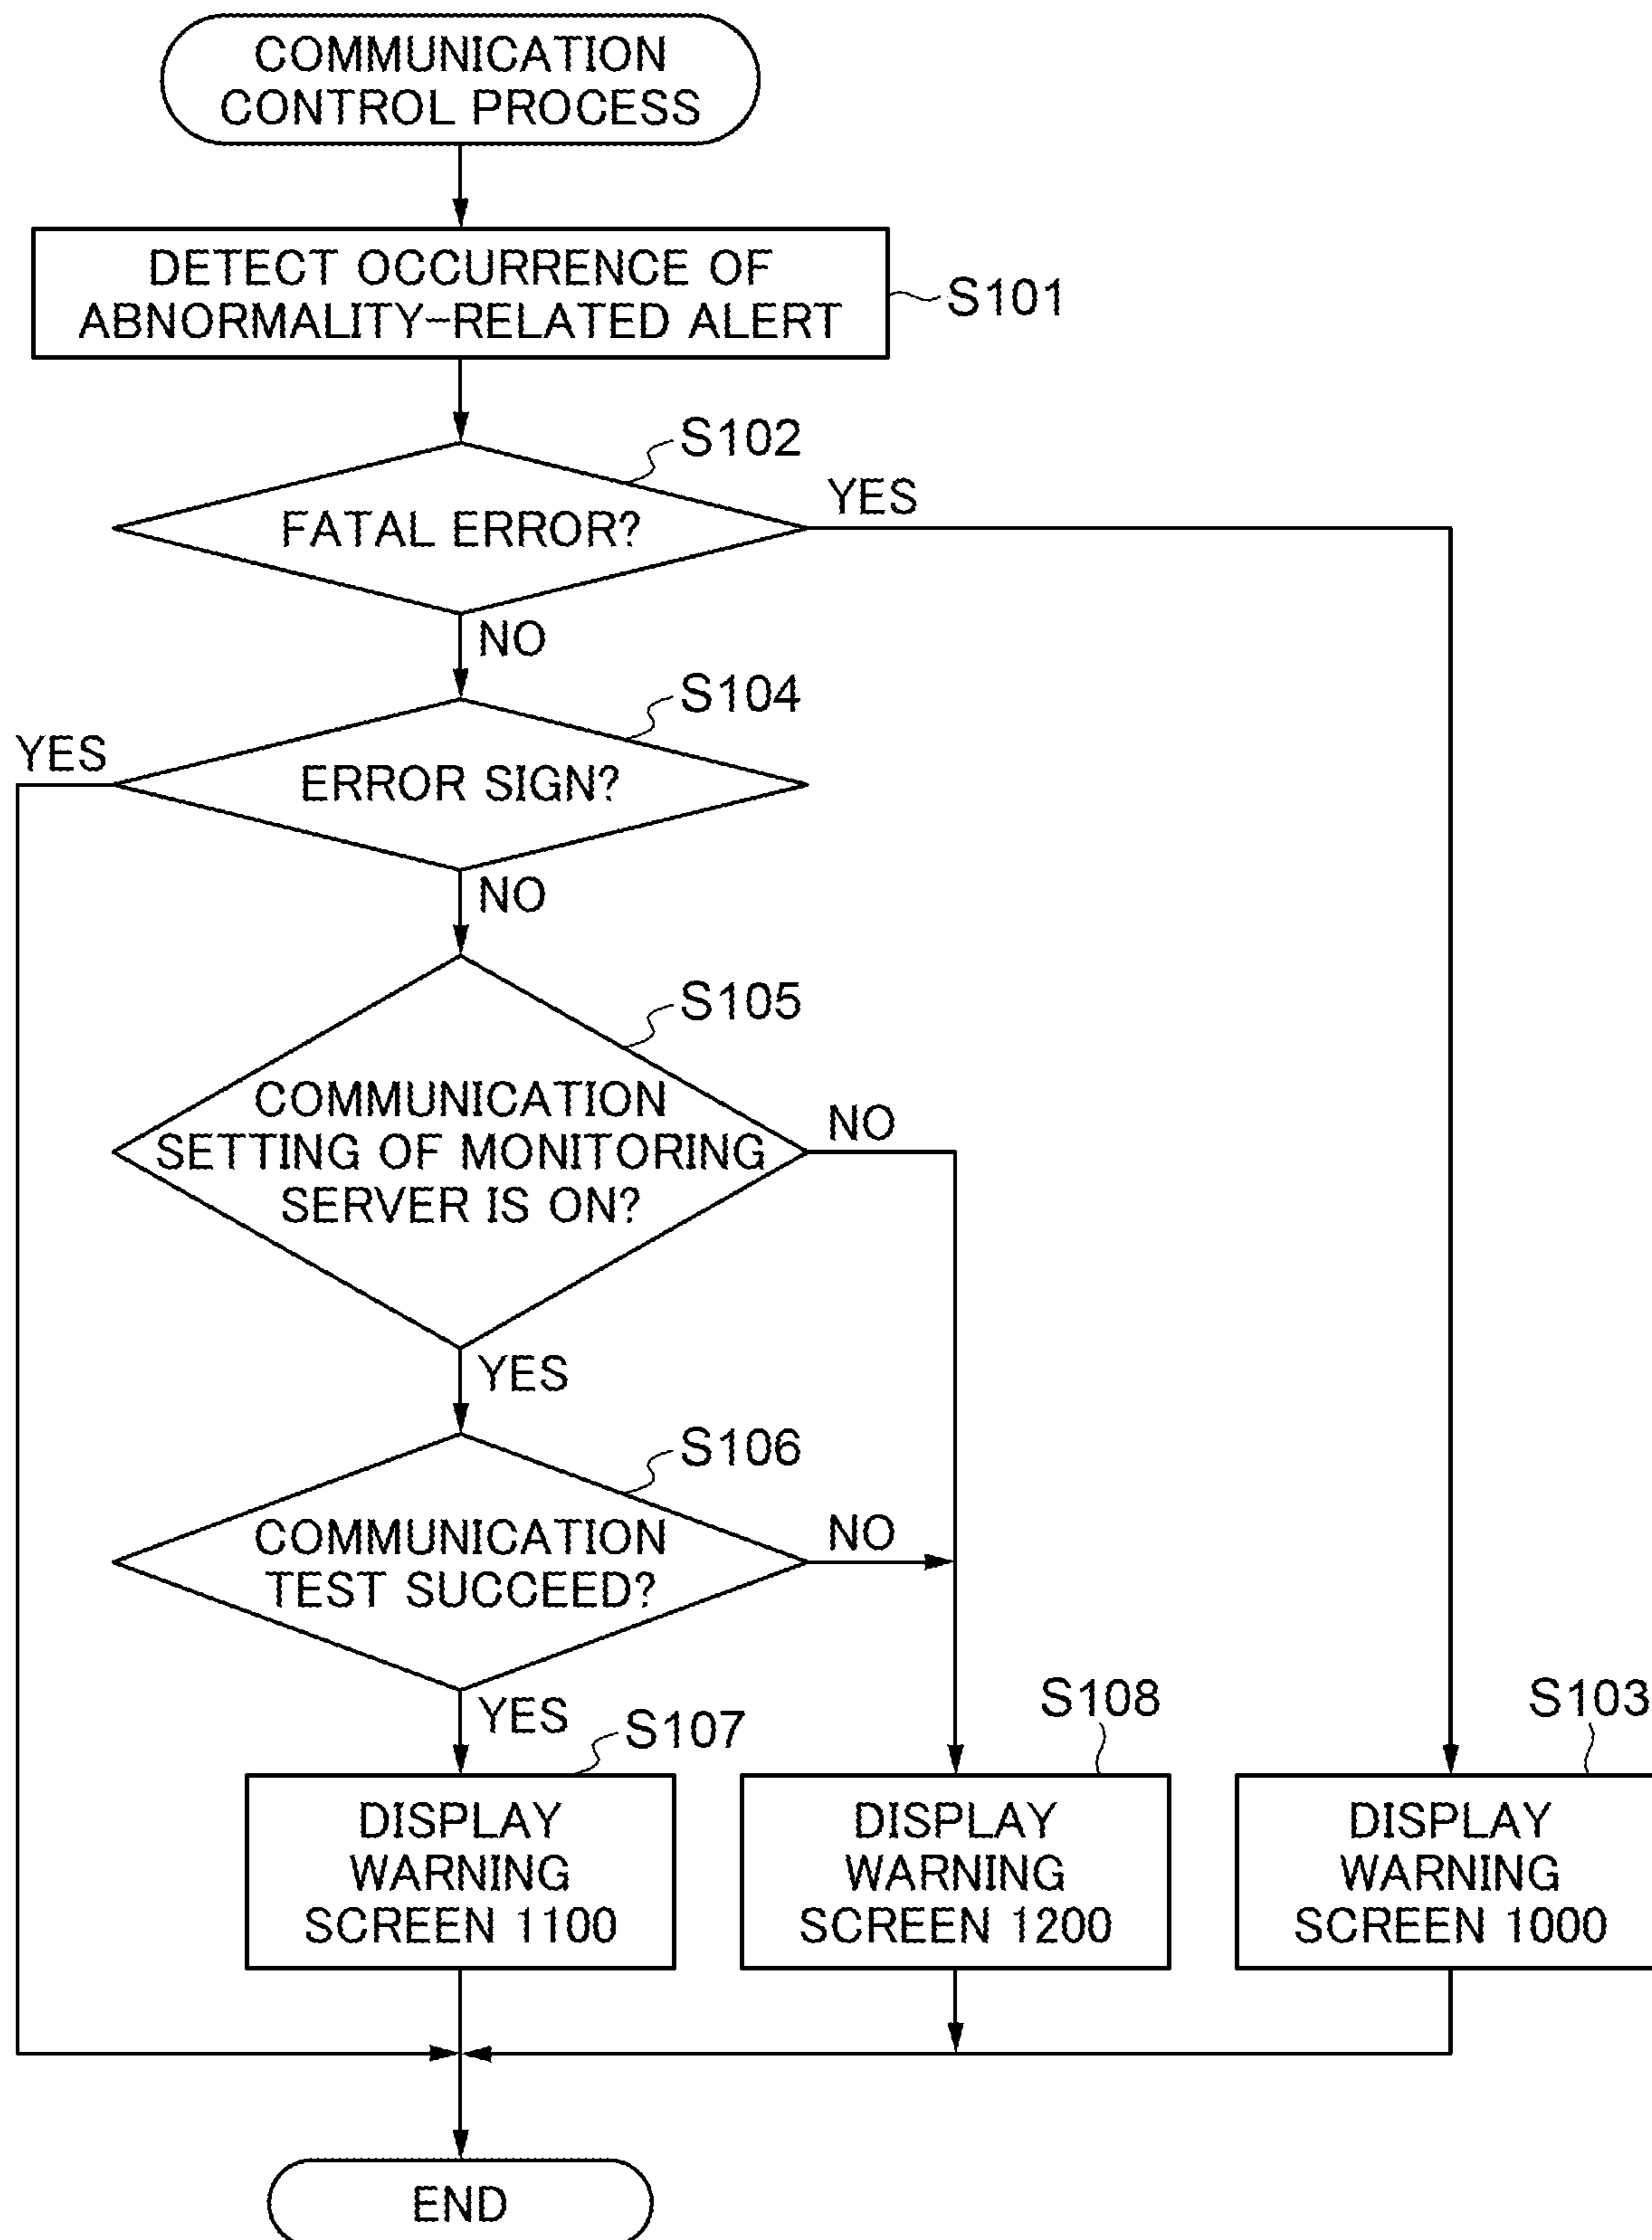 COMMUNICATION
CONTROL PROCESS
DETECT OCCURRENCE OF
ABNORMALITY-RELATED ALERT
S101
S102
FATAL ERROR?
YES
NO
S104
YES
ERROR SIGN?
NO
S105
COMMUNICATION
SETTING OF MONITORING
SERVER IS ON?
NO
YES
S106
COMMUNICATION
TEST SUCCEED?
NO
YES
S107
S108
S103
DISPLAY
WARNING
SCREEN 1100
DISPLAY
WARNING
SCREEN 1200
DISPLAY
WARNING
SCREEN 1000
END